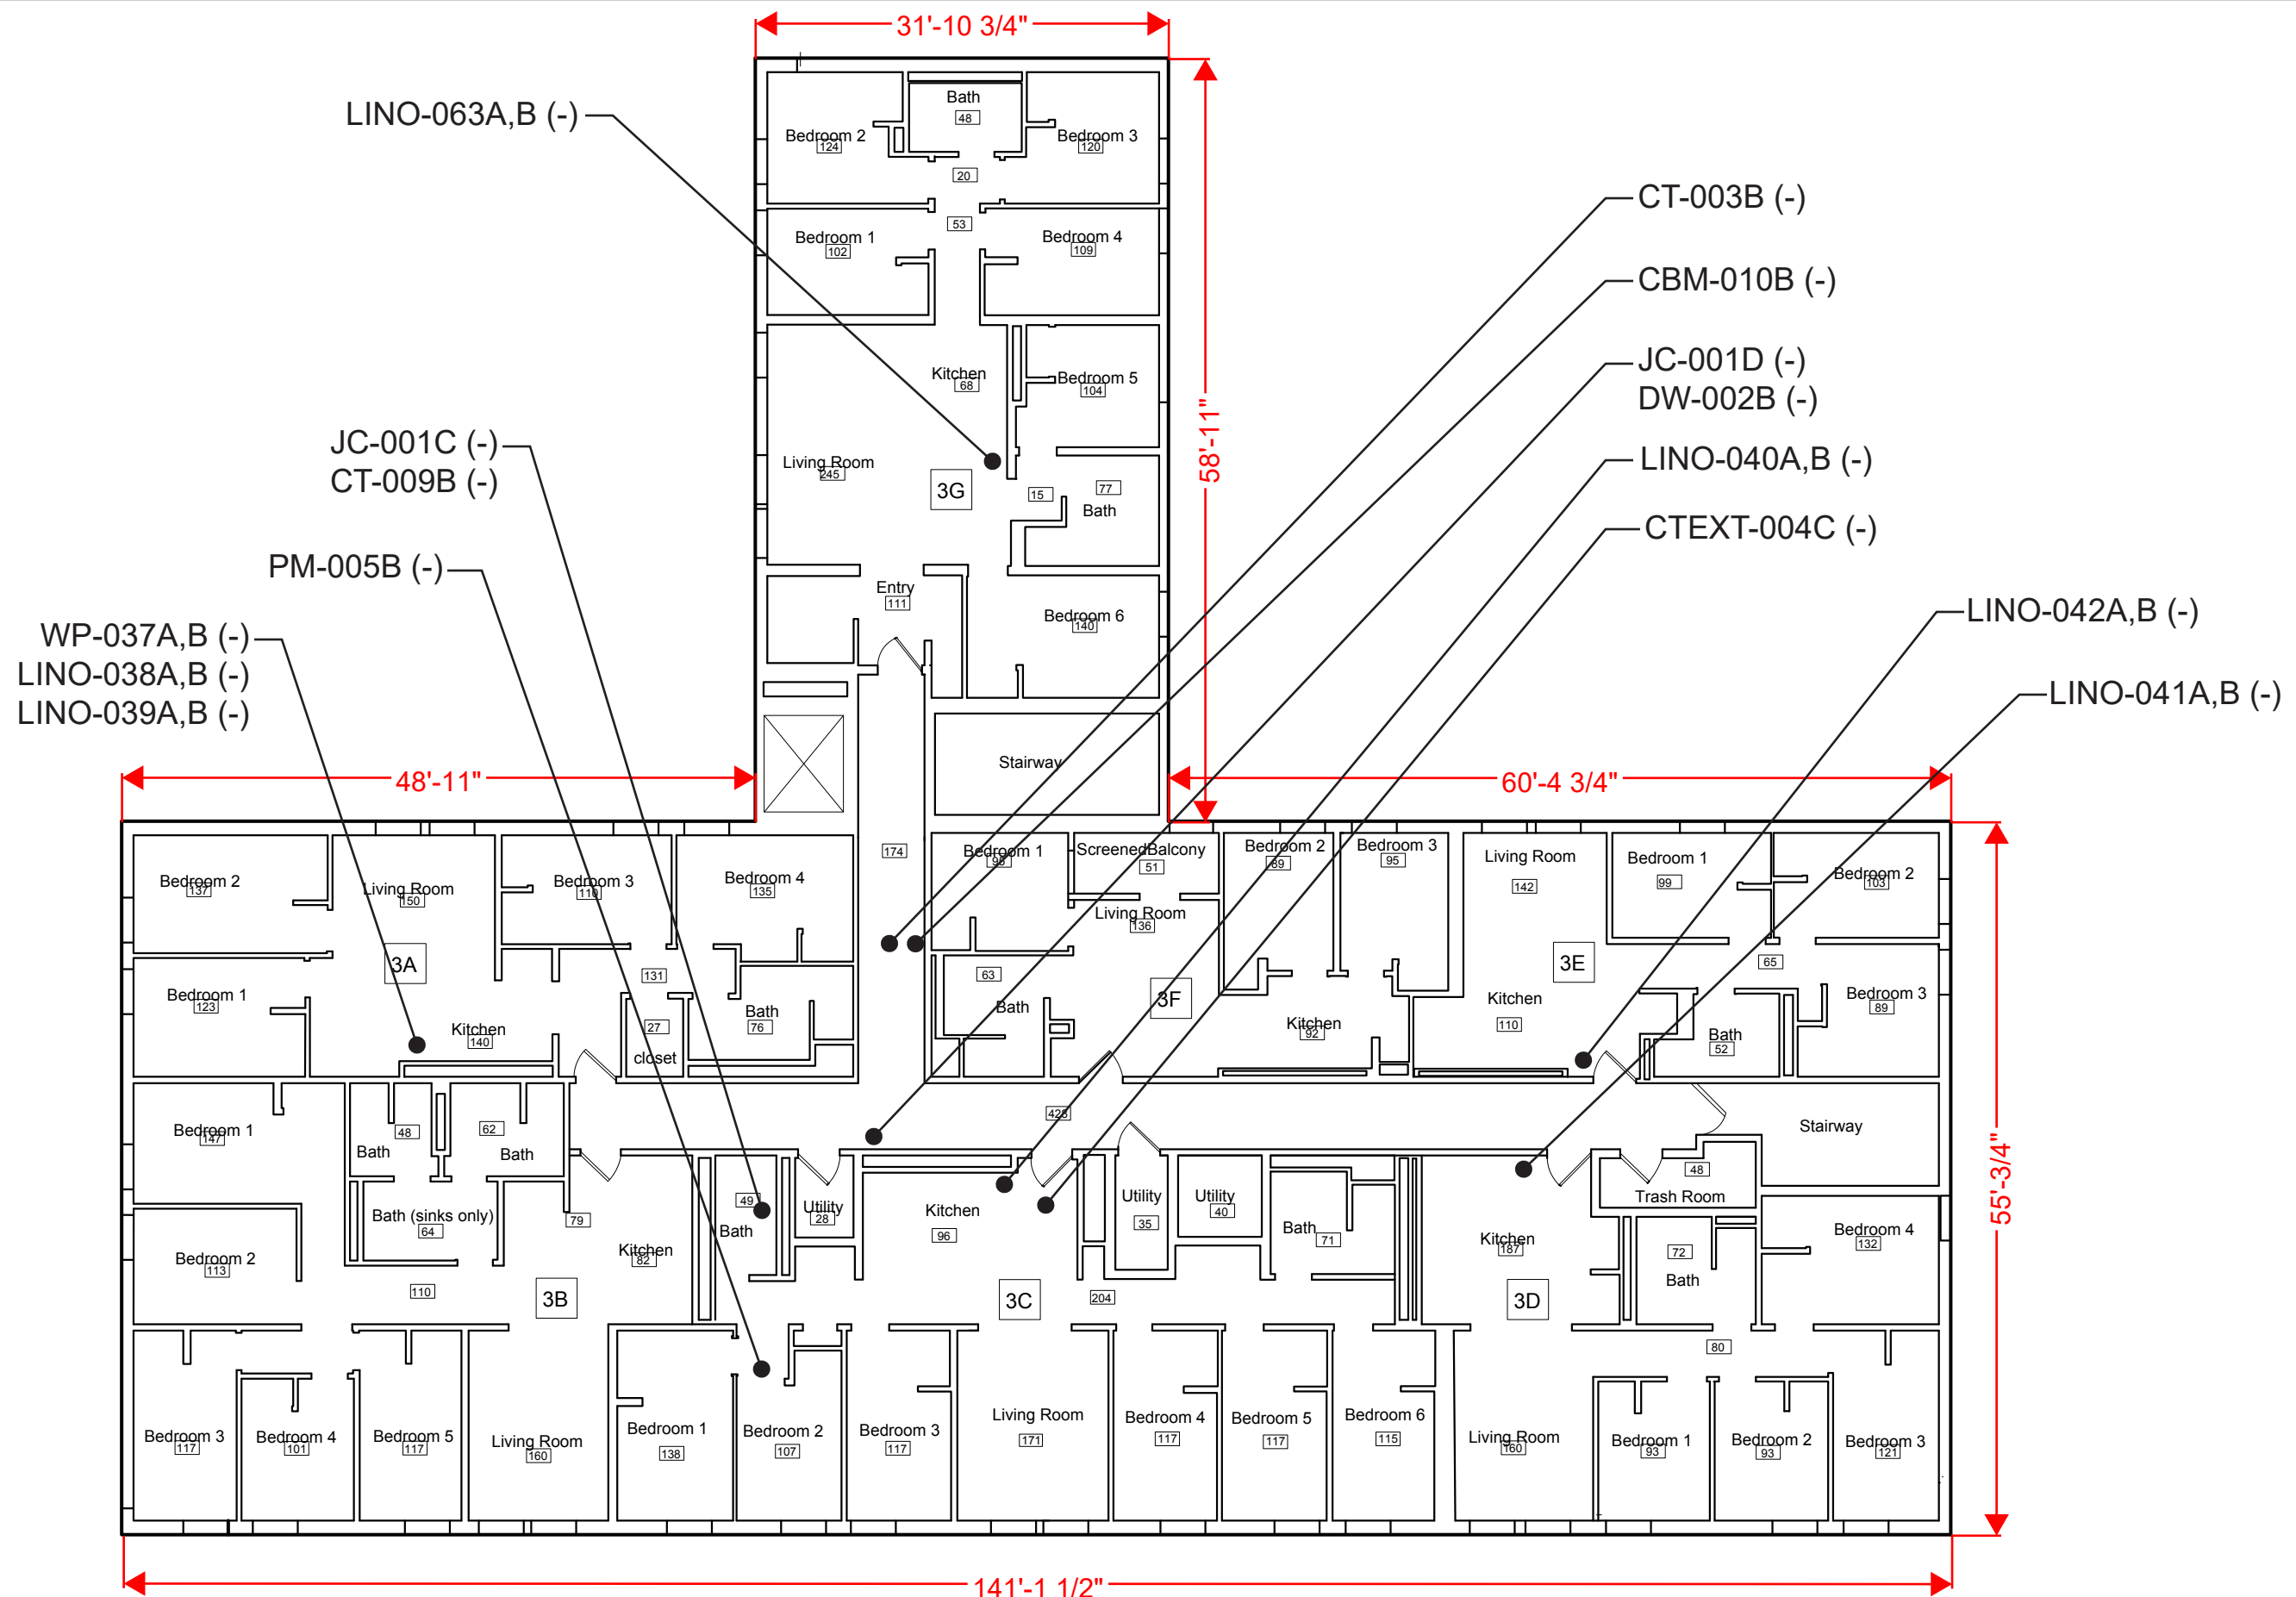 31'-10 3/4"
LINO-063A,B (-)
Bath
48
Bedroom 2
124
Bedroom 3
120
20
CT-003B (-)
53
Bedroom 1
102
Bedroom 4
109
CBM-010B (-)
JC-001D (-)
DW-002B (-)
Kitchen
68
Bedroom 5
104
58'-11"
JC-001C (-)
CT-009B (-)
Living Room
245
3G
15
77
Bath
LINO-040A,B (-)
CTEXT-004C (-)
PM-005B (-)
Entry
111
Bedroom 6
140
WP-037A,B (-)
LINO-038A,B (-)
LINO-039A,B (-)
LINO-042A,B (-)
LINO-041A,B (-)
Stairway
48'-11"
60'-4 3/4"
Bedroom 2
137
Living Room
150
Bedroom 3
110
Bedroom 4
135
174
Bedroom 1
98
ScreenedBalcony
51
Bedroom 2
89
Bedroom 3
95
Living Room
142
Bedroom 1
99
Bedroom 2
103
Living Room
136
3A
131
63
3F
3E
65
Bedroom 1
123
Kitchen
140
27
closet
Bath
76
Bath
Kitchen
92
Kitchen
110
Bath
52
Bedroom 3
89
428
Bedroom 1
147
Bath
48
62
Bath
Stairway
48
Trash Room
Bath (sinks only)
64
79
Kitchen
82
49
Bath
Utility
28
Kitchen
96
Utility
35
Utility
40
Bath
71
Kitchen
187
72
Bath
Bedroom 4
132
55'-3/4"
Bedroom 2
113
110
3B
3C
204
3D
80
Bedroom 3
117
Bedroom 4
101
Bedroom 5
117
Living Room
160
Bedroom 1
138
Bedroom 2
107
Bedroom 3
117
Living Room
171
Bedroom 4
117
Bedroom 5
117
Bedroom 6
115
Living Room
160
Bedroom 1
93
Bedroom 2
93
Bedroom 3
121
141'-1 1/2"